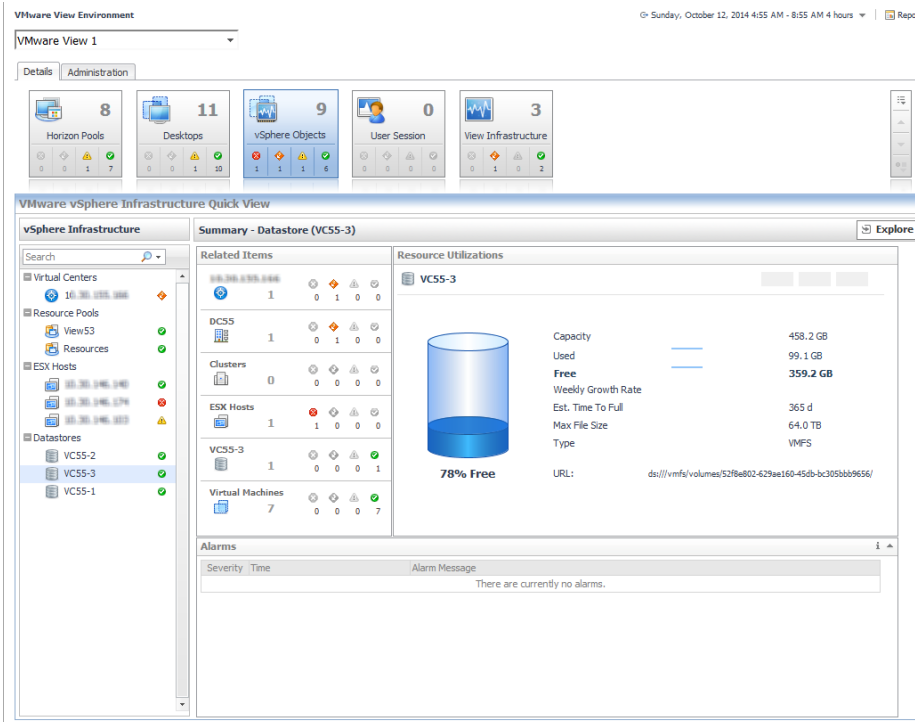 VMware View Environment
Sunday, October 12, 2014 4:55 AM - 8:55 AM 4 hours
VMware View 1
Details Administration
8 11 9 0 3
Horizon Pools Desktops vSphere Objects User Session View Infrastructure
0 0 1 7 0 0 1 10 1 1 1 6 0 0 0 0 0 1 0 2
VMware vSphere Infrastructure Quick View
vSphere Infrastructure Summary - Datastore (VC55-3) Explore
Search
Virtual Centers
Resource Pools
View53
Resources
ESX Hosts
Datastores
VC55-2
VC55-3
VC55-1
Related Items
1 0 1 0 0
DC55
1 0 1 0 0
Clusters
0 0 0 0 0
ESX Hosts
1 1 0 0 0
VC55-3
1 0 0 0 1
Virtual Machines
7 0 0 0 7
Resource Utilizations
VC55-3
78% Free
Capacity 458.2 GB
Used 99.1 GB
Free 359.2 GB
Weekly Growth Rate
Est. Time To Full 365 d
Max File Size 64.0 TB
Type VMFS
URL: ds:///vmfs/volumes/52f8e802-629ae160-45db-bc305bbb9656/
Alarms
Severity Time Alarm Message
There are currently no alarms.